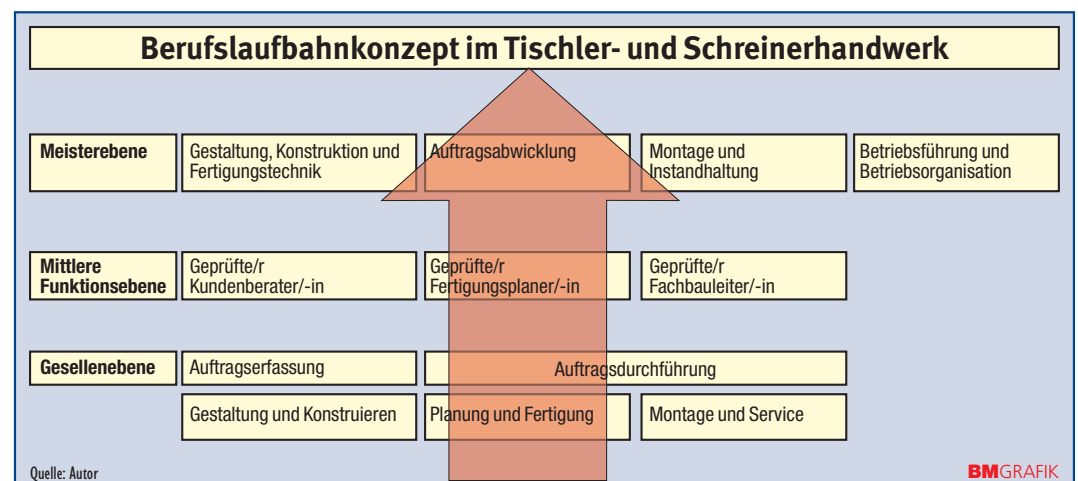 Berufslaufbahnkonzept im Tischler- und Schreinerhandwerk
Meisterebene
Gestaltung, Konstruktion und
Fertigungstechnik
Auftragsabwicklung
Montage und
Instandhaltung
Betriebsführung und
Betriebsorganisation
Mittlere
Funktionsebene
Geprüfte/r
Kundenberater/-in
Geprüfte/r
Fertigungsplaner/-in
Geprüfte/r
Fachbauleiter/-in
Gesellenebene
Auftragserfassung
Auftragsdurchführung
Gestaltung und Konstruieren
Planung und Fertigung
Montage und Service
Quelle: Autor
BMGRAFIK